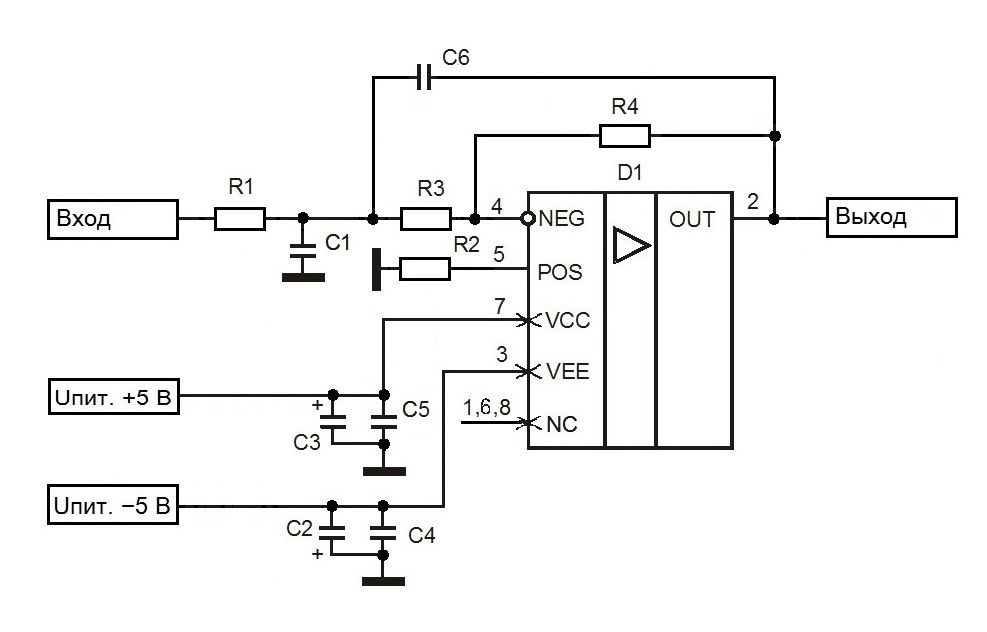 C6
R4
D1
R1
R3
Вход
C1
4
NEG
OUT
2
Выход
R2
5
POS
7
VCC
3
VEE
Uпит. +5 В
+
C3
C5
1,6,8
NC
Uпит. −5 В
C2
+
C4